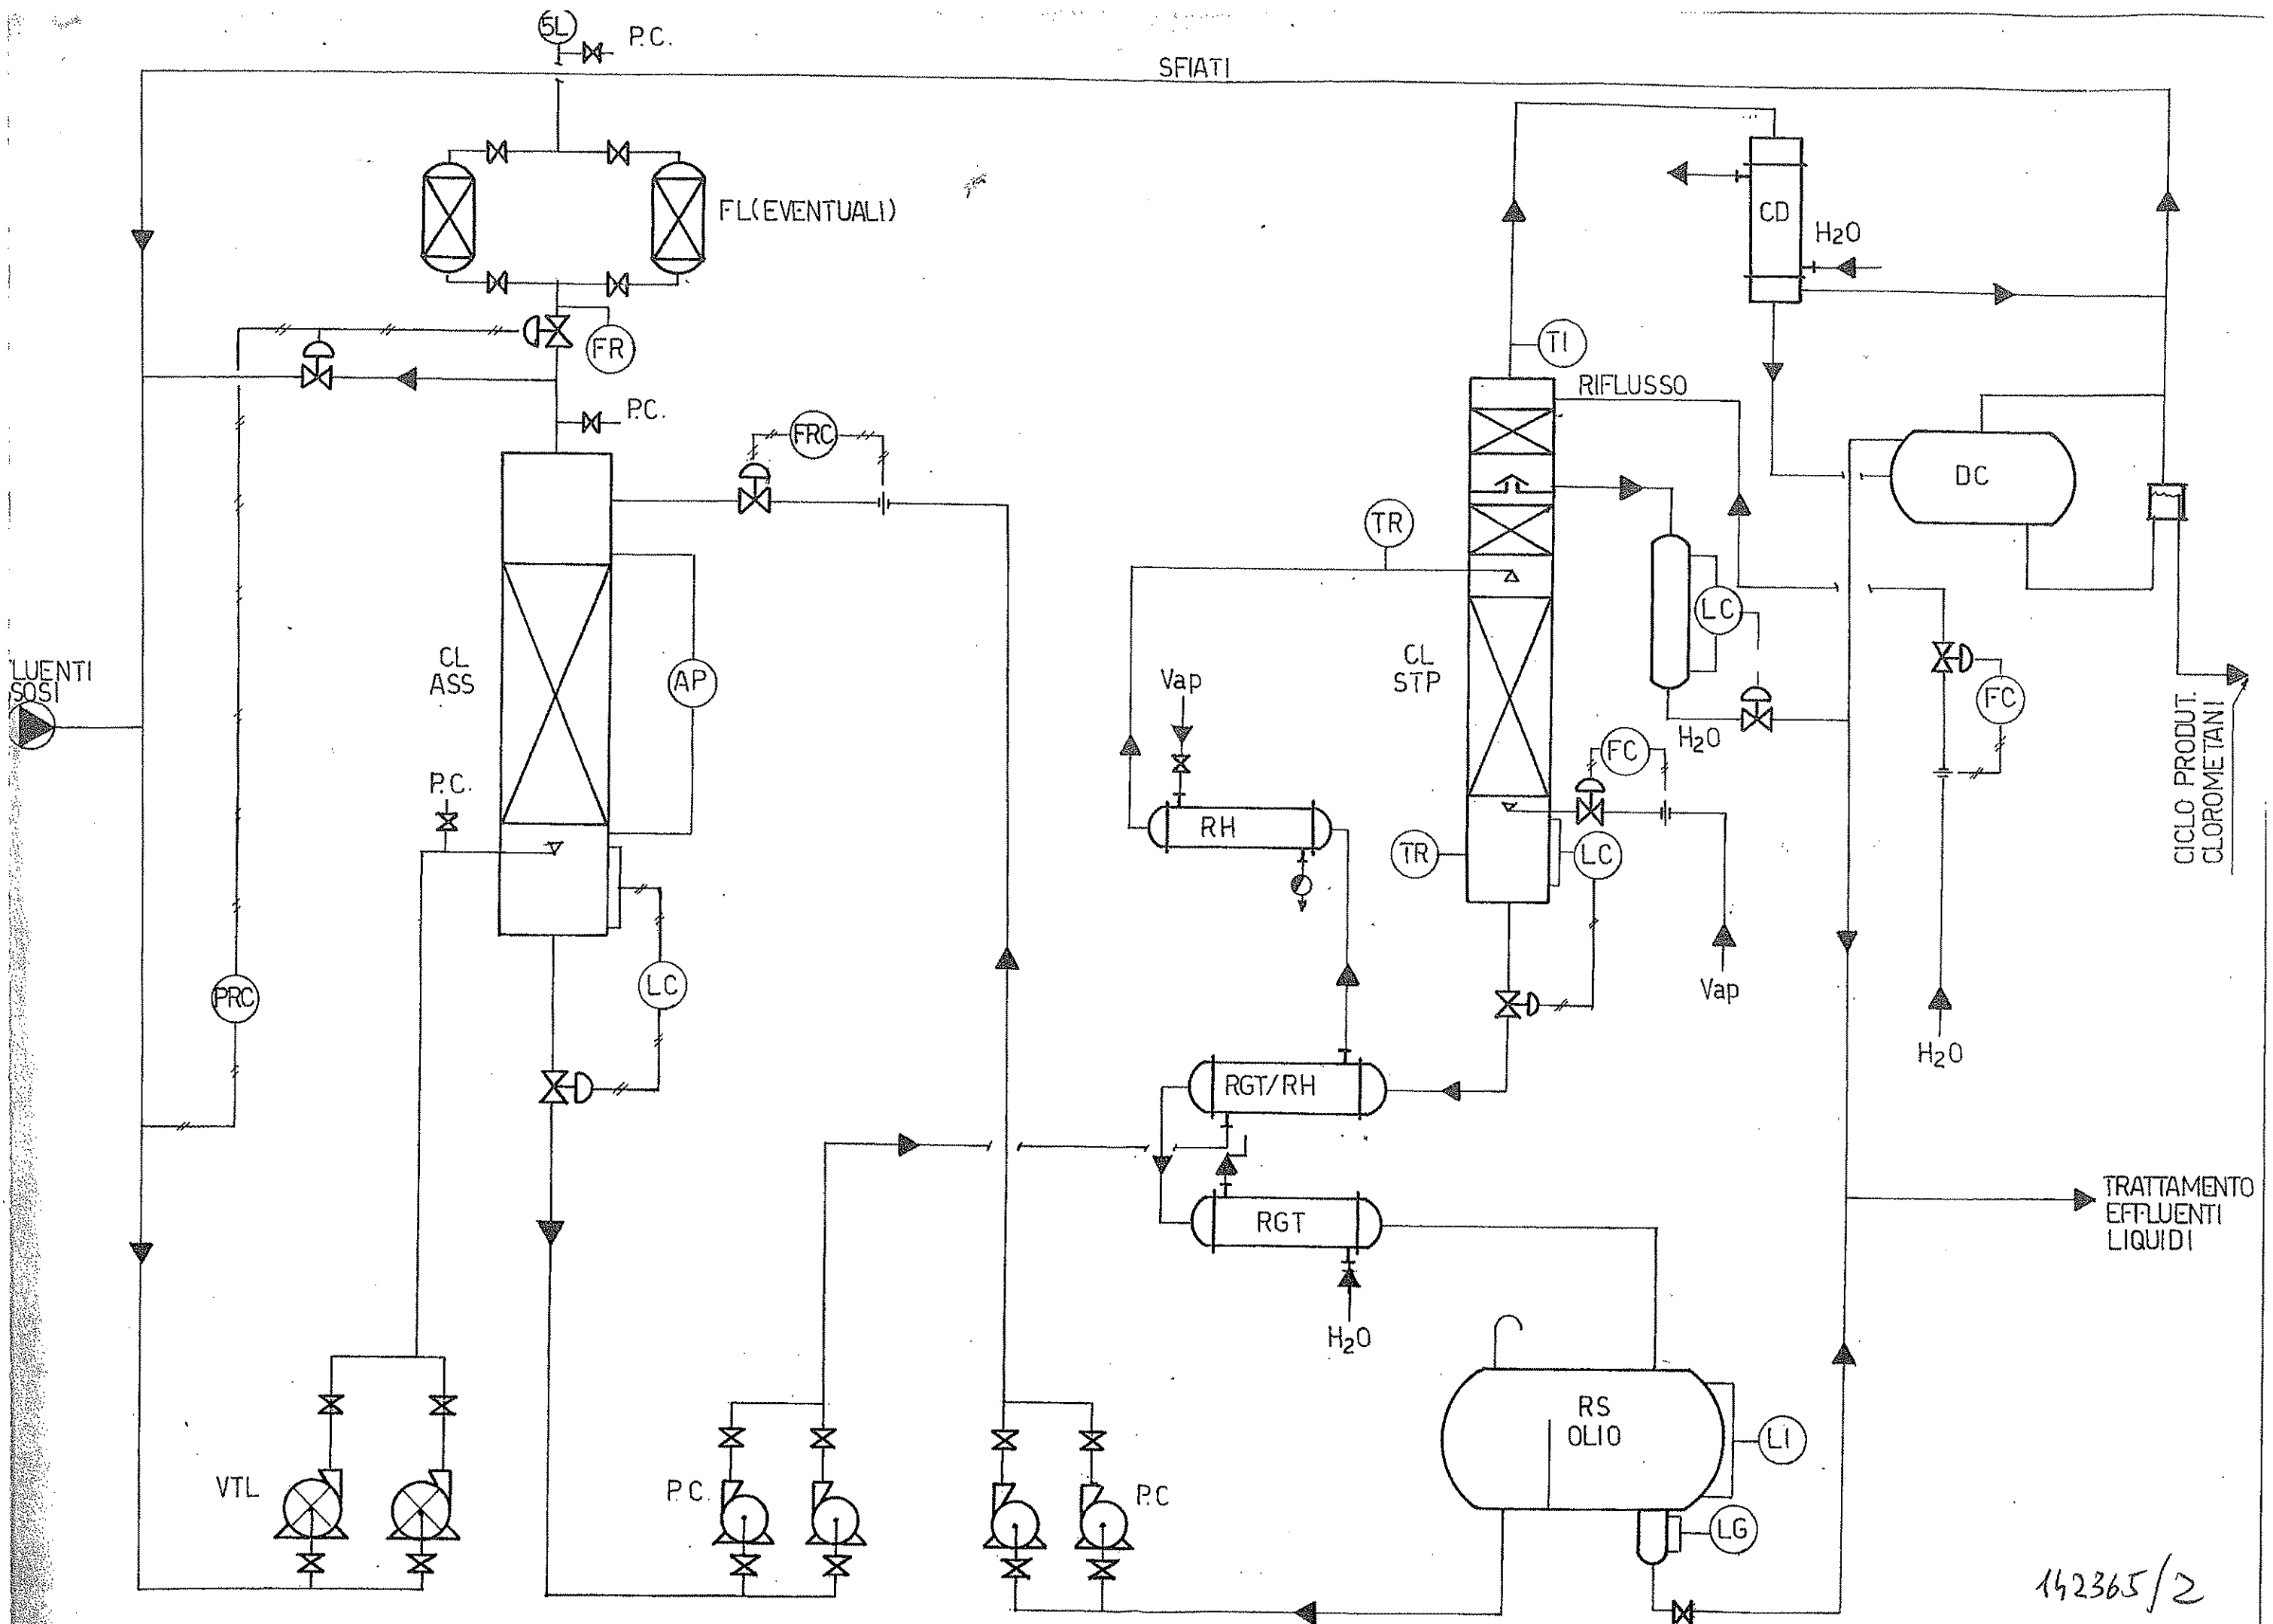 5L
P.C.
SFIATI
FL(EVENTUALI)
CD
H2O
FR
TI
RIFLUSSO
P.C.
FRC
DC
TR
CL
ASS
AP
CL
STP
LC
LUENTI
SOSI
Vap
H2O
FC
FC
CICLO PRODUT.
CLOROMETANI
P.C.
RH
TR
LC
PRC
LC
Vap
H2O
RGT/RH
RGT
TRATTAMENTO
EFFLUENTI
LIQUIDI
H2O
RS
OLIO
LI
VTL
P.C.
P.C
LG
142365/2